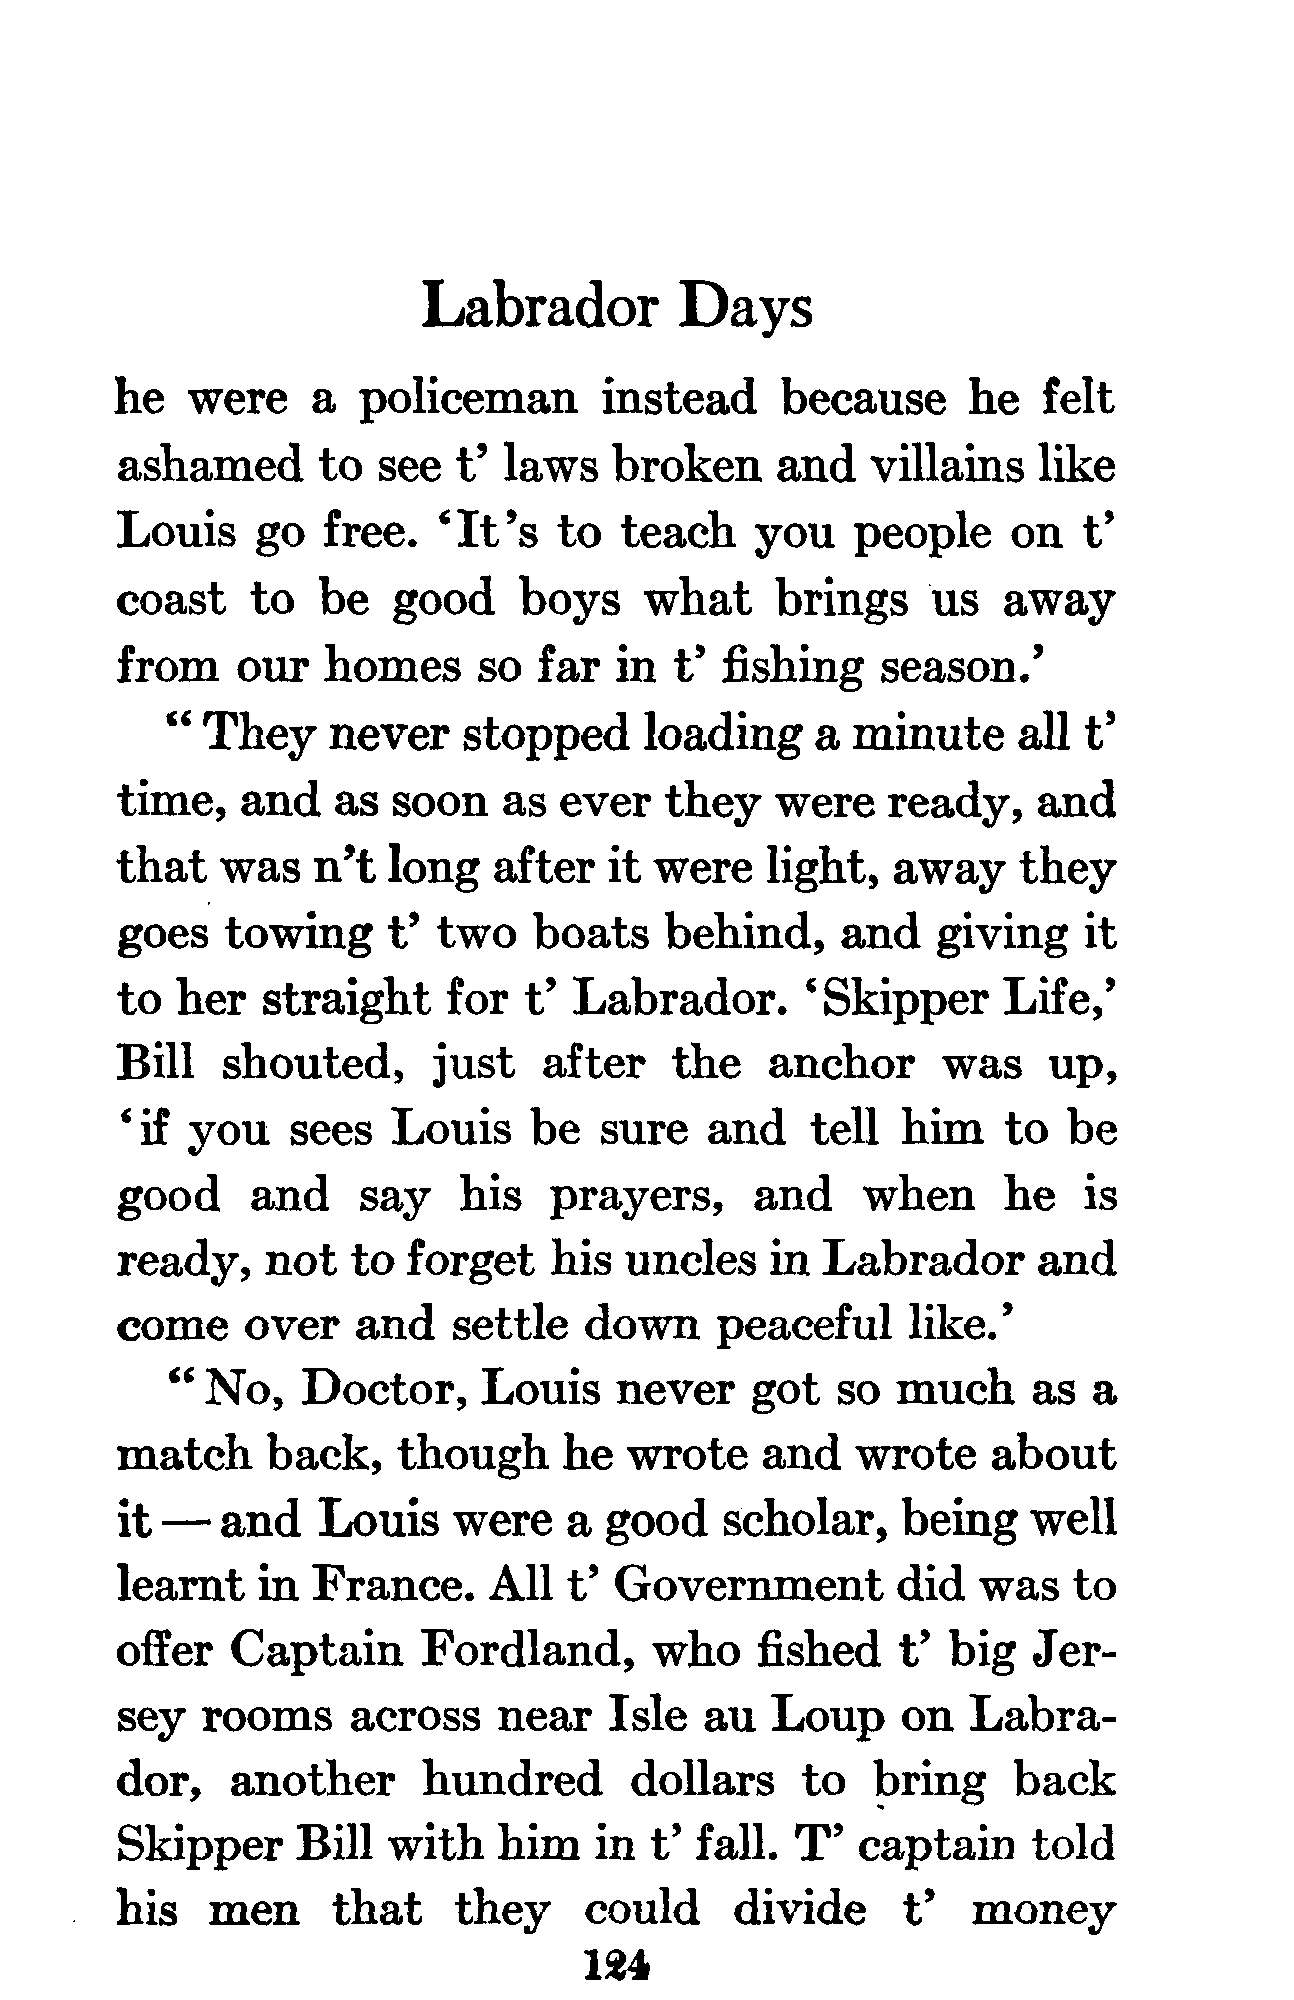 Labrador Days
he were a policeman instead because he felt
ashamed to see t' laws broken and villains like
Louis go free. 'It's to teach you people on t'
coast to be good boys what brings us away
from our homes so far in t' fishing season.'
"They never stopped loading a minute all t'
time, and as soon as ever they were ready, and
that was n't long after it were light, away they
goes towing t' two boats behind, and giving it
to her straight for t' Labrador. 'Skipper Life,'
Bill shouted, just after the anchor was up,
'if you sees Louis be sure and tell him to be
good and say his prayers, and when he is
ready, not to forget his uncles in Labrador and
come over and settle down peaceful like.'
"No, Doctor, Louis never got so much as a
match back, though he wrote and wrote about
it — and Louis were a good scholar, being well
learnt in France. All t' Government did was to
offer Captain Fordland, who fished t' big Jer-
sey rooms across near Isle au Loup on Labra-
dor, another hundred dollars to bring back
Skipper Bill with him in t' fall. T' captain told
his men that they could divide t' money
124